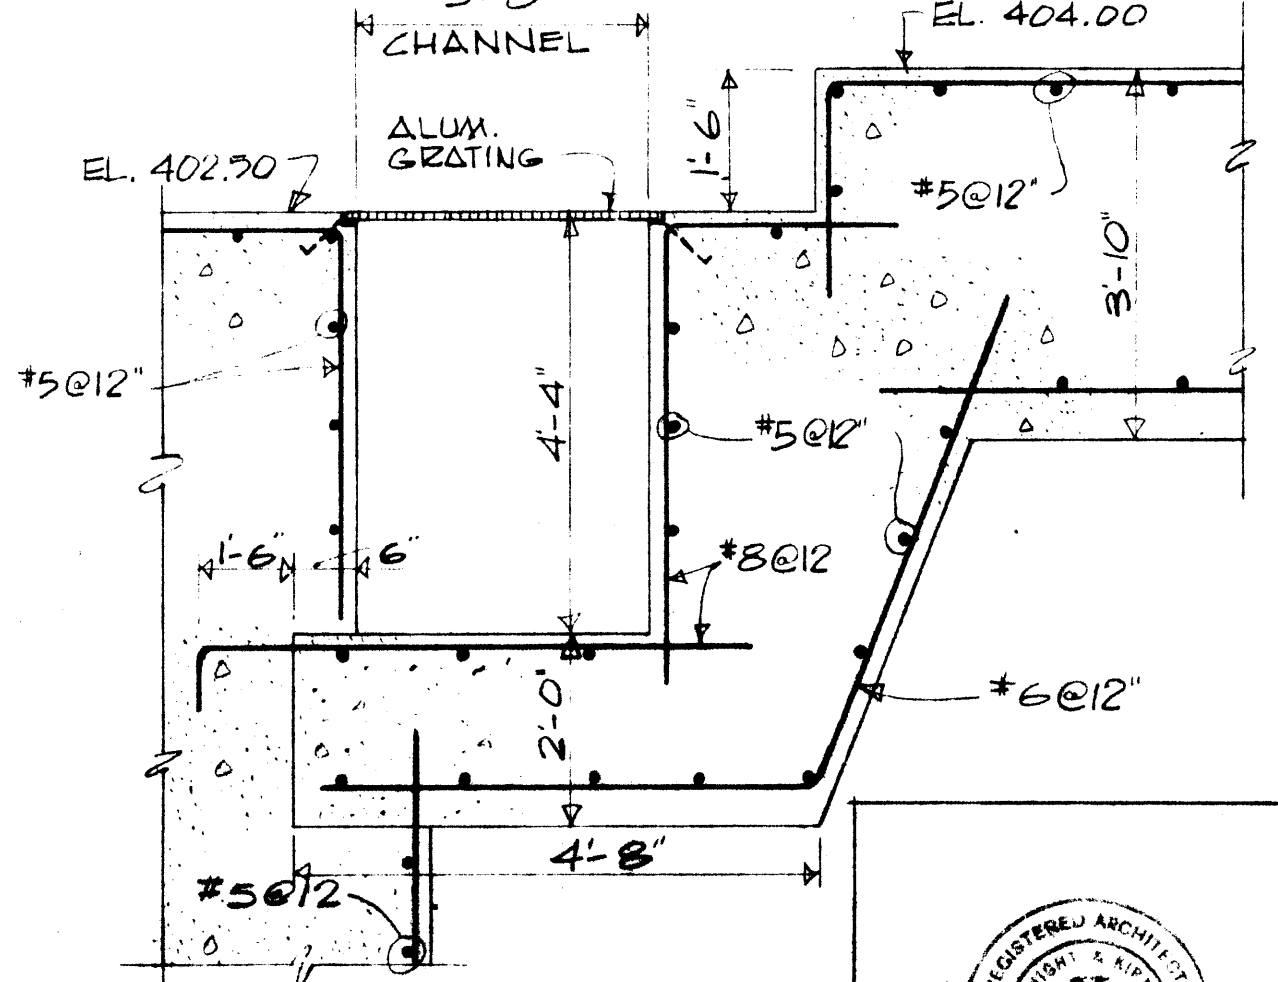 CHANNEL
EL. 404.00
ALUM.
GRATING
1'-6"
EL. 402.50
#5@12"
3'-10"
#5@12"
4'-4"
#5@12"
1'-6"
6"
#8@12
2'-0"
#6@12"
4'-8"
#5@12
REGISTERED ARCHITECT